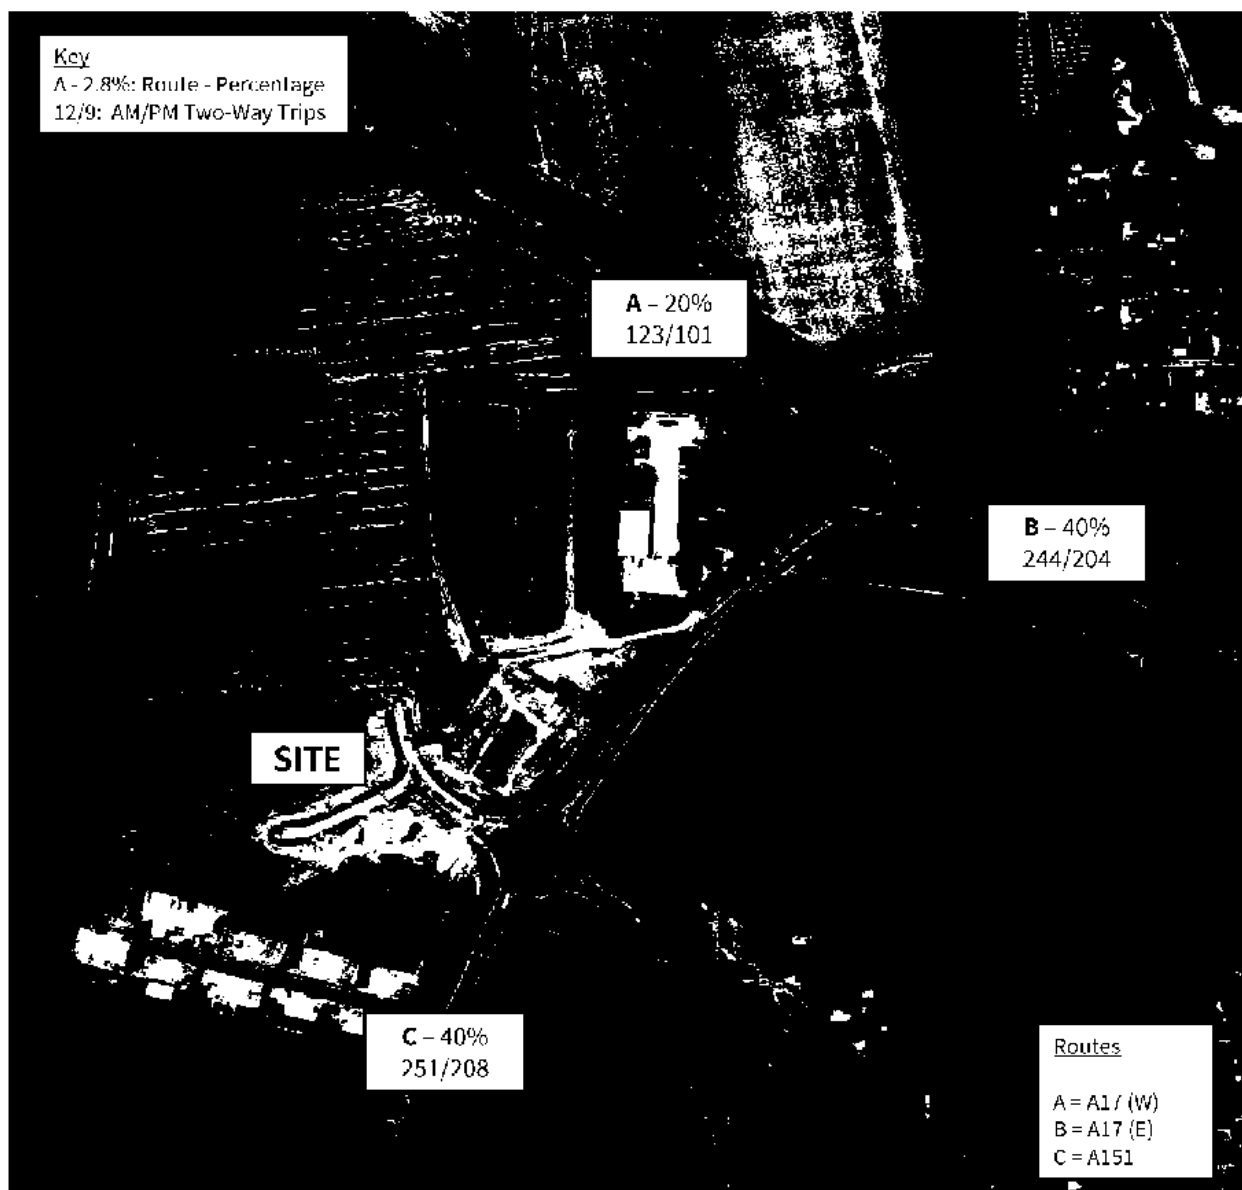 Key
A - 2.8%: Route - Percentage
12/9: AM/PM Two-Way Trips
A – 20%
123/101
B – 40%
244/204
SITE
C – 40%
251/208
Routes
A = A17 (W)
B = A17 (E)
C = A151